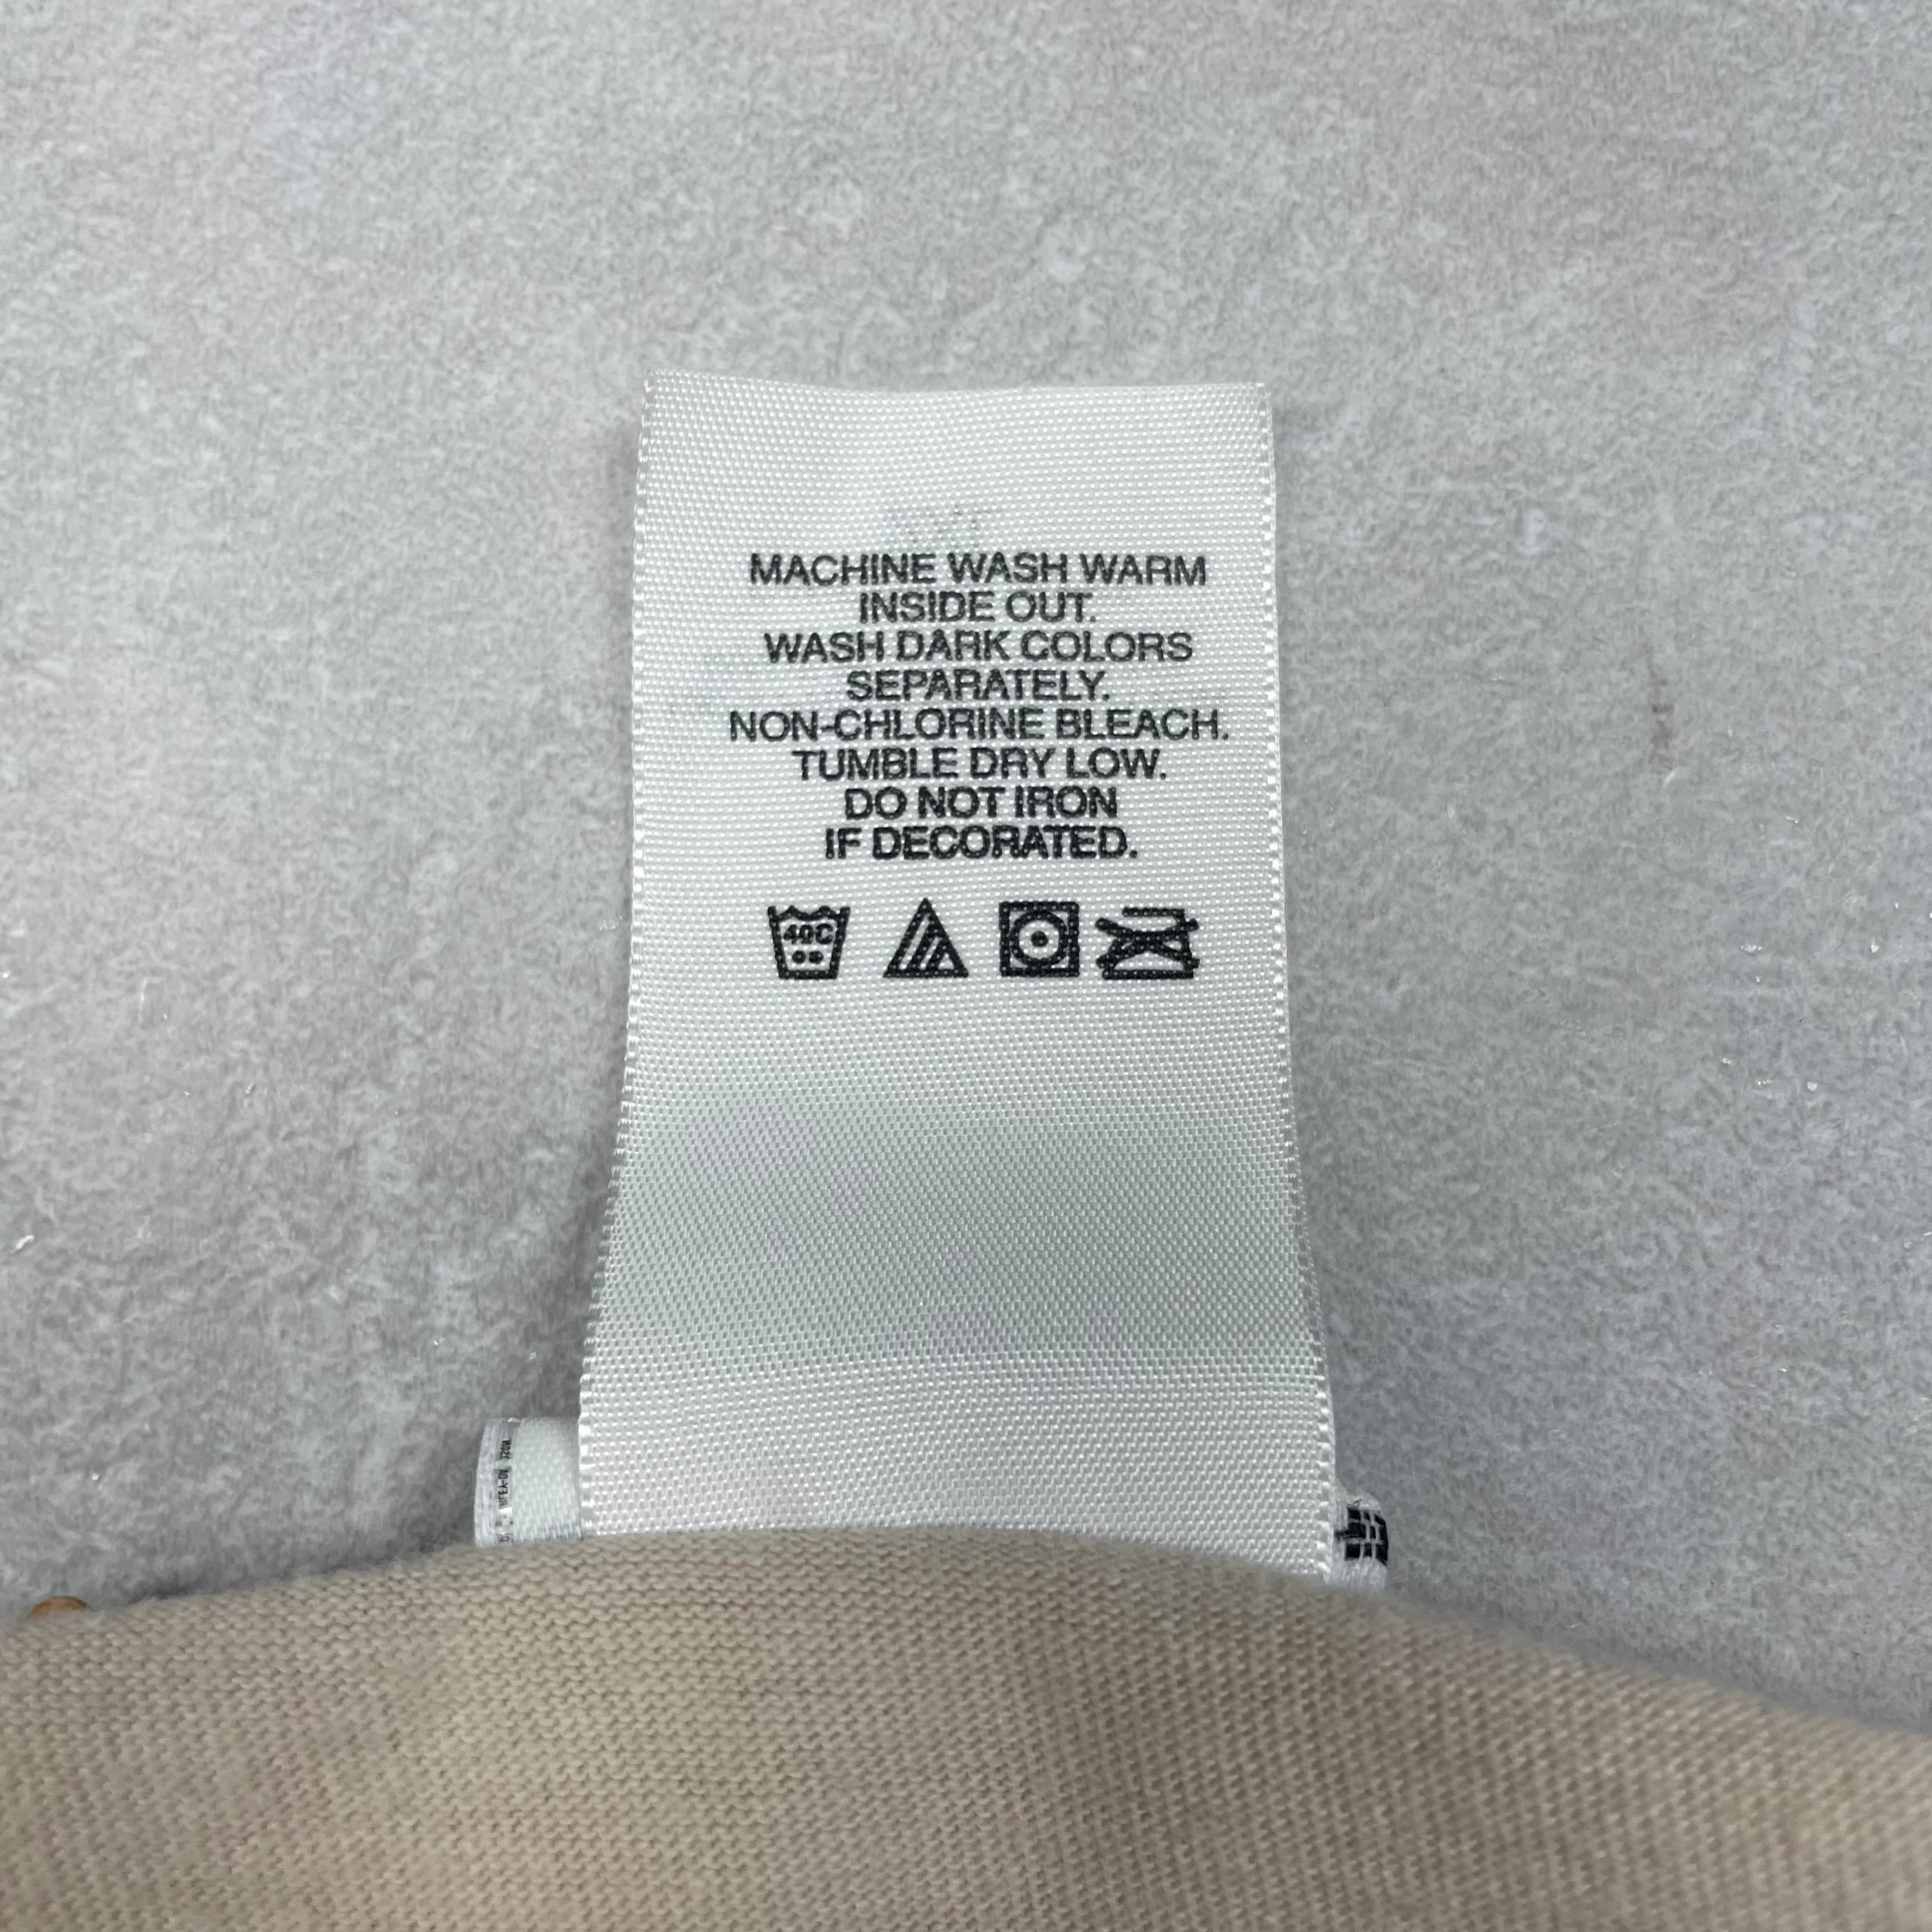 MACHINE WASH WARM
INSIDE OUT.
WASH DARK COLORS
SEPARATELY.
NON-CHLORINE BLEACH.
TUMBLE DRY LOW.
DO NOT IRON
IF DECORATED.
40C